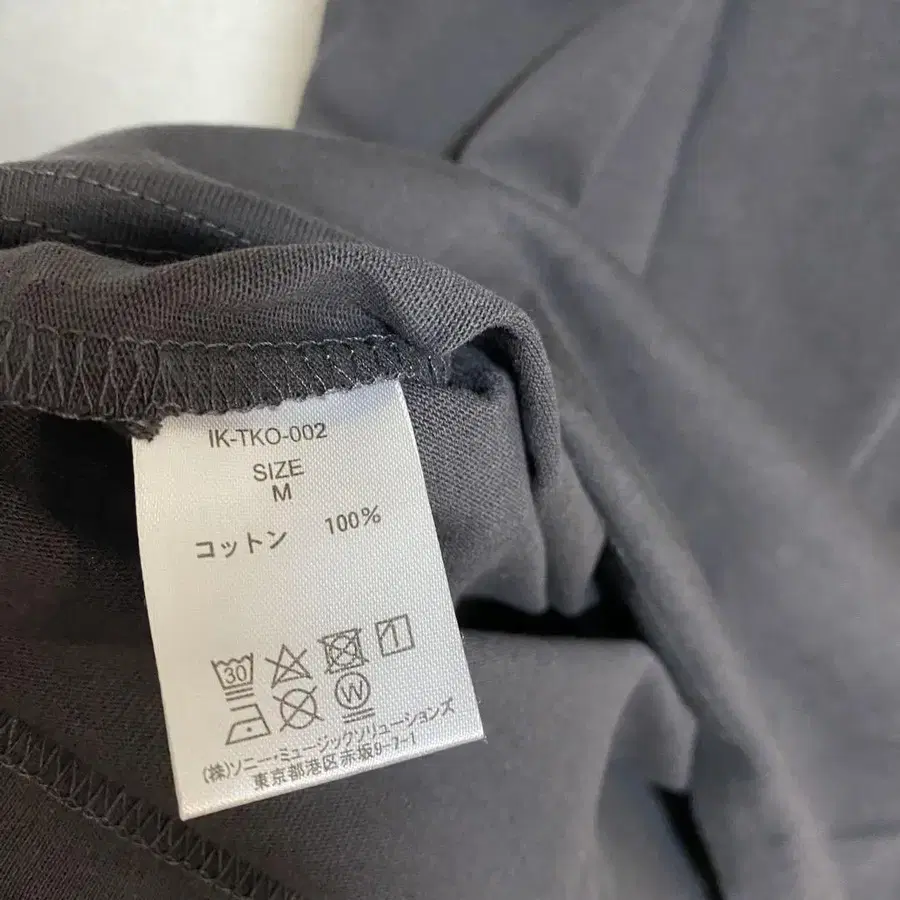 IK-TKO-002
SIZE
M
コットン 100%
30
W
(株)ソニー・ミュージックソリューションズ
東京都港区赤坂9-7-1